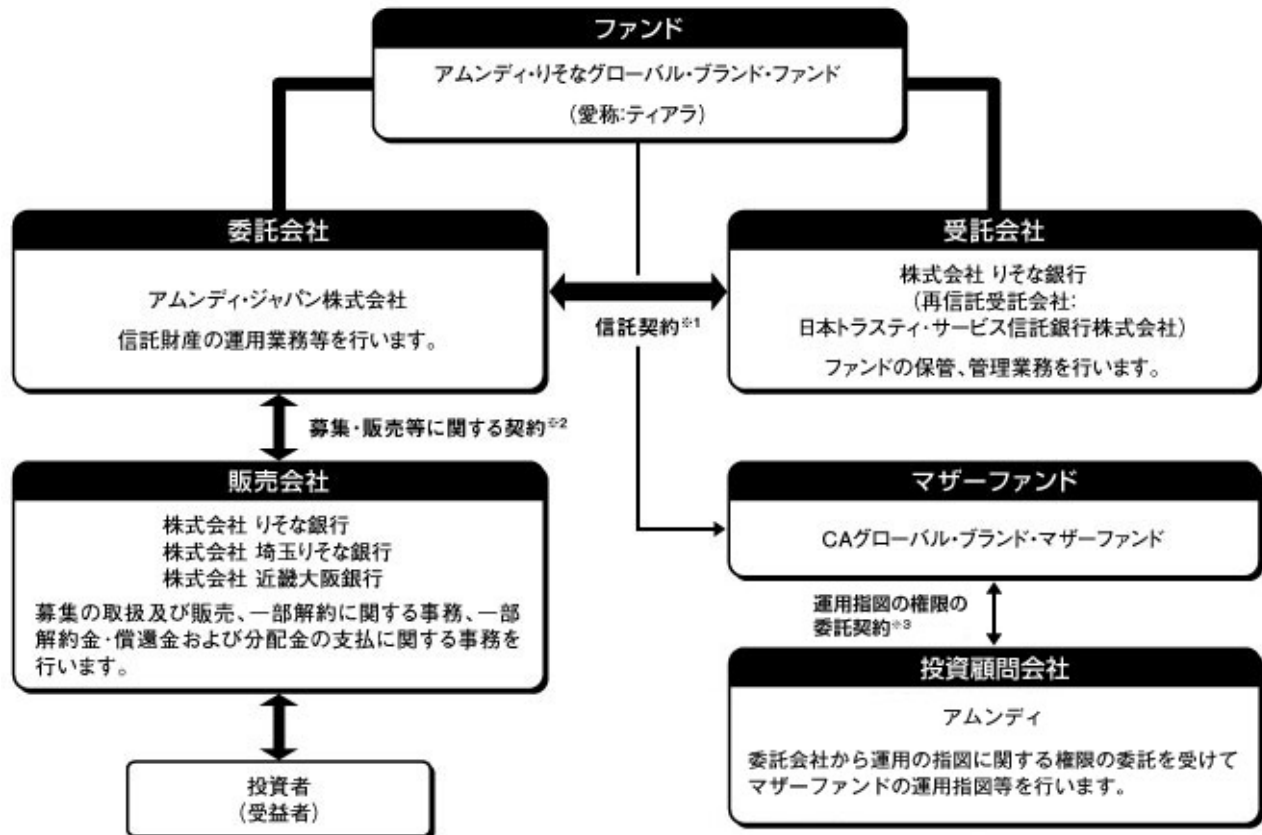 ファンド
アムンディ・りそなグローバル・ブランド・ファンド
(愛称:ティアラ)
委託会社
アムンディ・ジャパン株式会社
信託財産の運用業務等を行います。
信託契約※1
受託会社
株式会社 りそな銀行
(再信託受託会社:
日本トラスティ・サービス信託銀行株式会社)
ファンドの保管、管理業務を行います。
募集・販売等に関する契約※2
販売会社
株式会社 りそな銀行
株式会社 埼玉りそな銀行
株式会社 近畿大阪銀行
募集の取扱及び販売、一部解約に関する事務、一部
解約金・償還金および分配金の支払に関する事務を
行います。
マザーファンド
CAグローバル・ブランド・マザーファンド
運用指図の権限の
委託契約※3
投資顧問会社
アムンディ
委託会社から運用の指図に関する権限の委託を受けて
マザーファンドの運用指図等を行います。
投資者
(受益者)